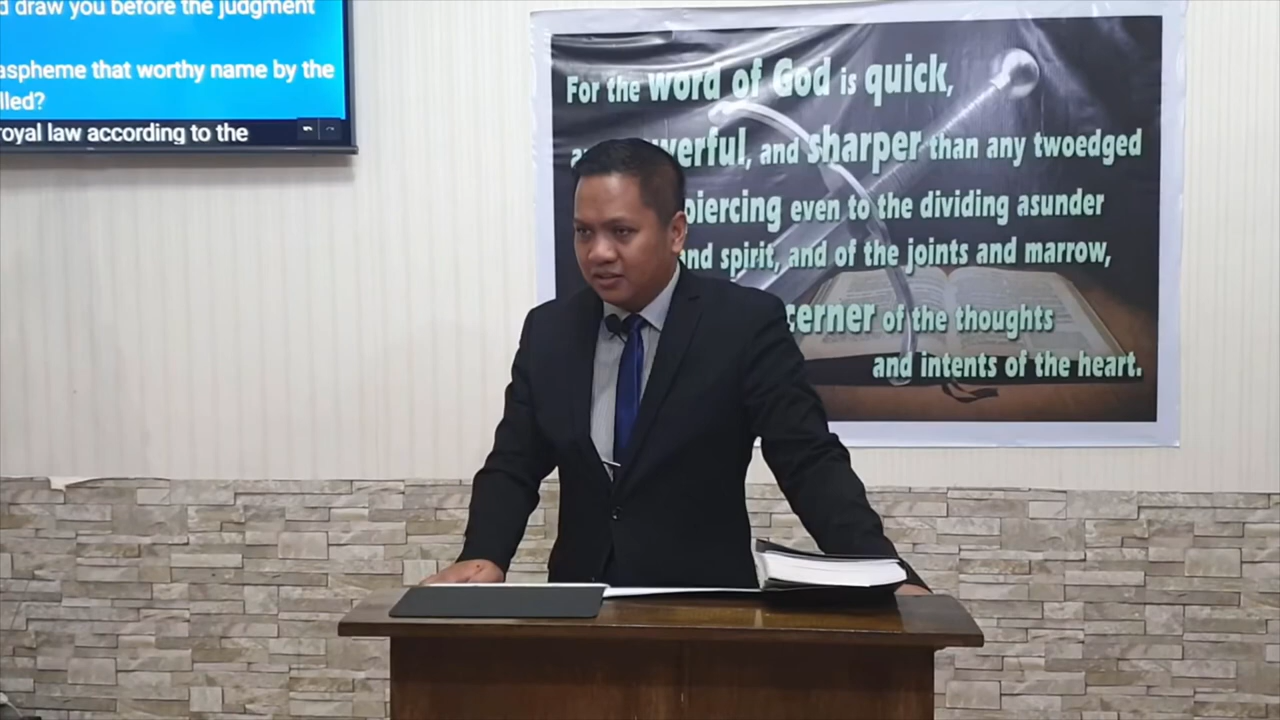 d draw you before the judgment
aspheme that worthy name by the
lled?
royal law according to the
For the word of God is quick,
werful, and sharper than any twoedged
piercing even to the dividing asunder
and spirit, and of the joints and marrow,
cerner of the thoughts
and intents of the heart.